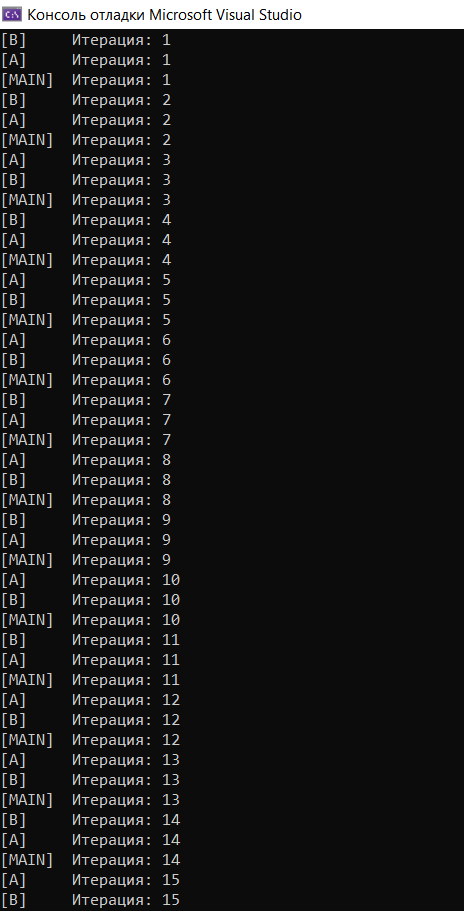 Консоль отладки Microsoft Visual Studio
[B] Итерация: 1
[A] Итерация: 1
[MAIN] Итерация: 1
[B] Итерация: 2
[A] Итерация: 2
[MAIN] Итерация: 2
[A] Итерация: 3
[B] Итерация: 3
[MAIN] Итерация: 3
[B] Итерация: 4
[A] Итерация: 4
[MAIN] Итерация: 4
[A] Итерация: 5
[B] Итерация: 5
[MAIN] Итерация: 5
[A] Итерация: 6
[B] Итерация: 6
[MAIN] Итерация: 6
[B] Итерация: 7
[A] Итерация: 7
[MAIN] Итерация: 7
[A] Итерация: 8
[B] Итерация: 8
[MAIN] Итерация: 8
[B] Итерация: 9
[A] Итерация: 9
[MAIN] Итерация: 9
[A] Итерация: 10
[B] Итерация: 10
[MAIN] Итерация: 10
[B] Итерация: 11
[A] Итерация: 11
[MAIN] Итерация: 11
[A] Итерация: 12
[B] Итерация: 12
[MAIN] Итерация: 12
[A] Итерация: 13
[B] Итерация: 13
[MAIN] Итерация: 13
[B] Итерация: 14
[A] Итерация: 14
[MAIN] Итерация: 14
[A] Итерация: 15
[B] Итерация: 15